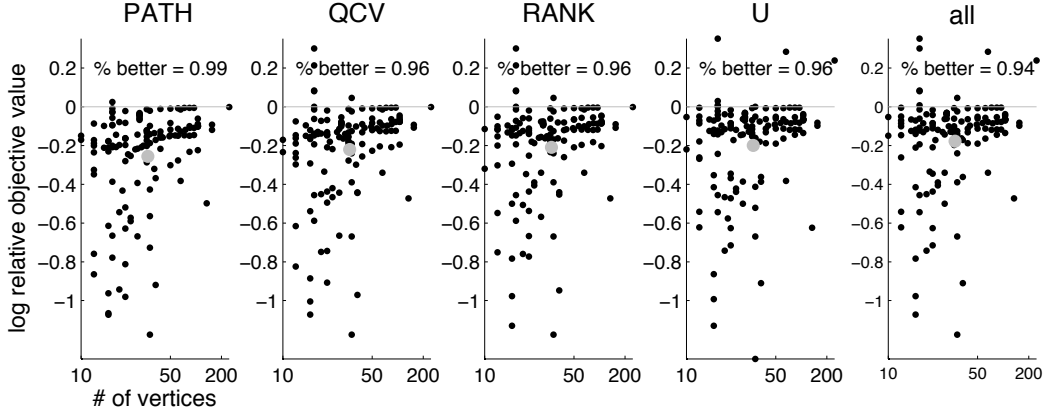 PATH QCV RANK U all
log relative objective value
% better = 0.99 % better = 0.96 % better = 0.96 % better = 0.96 % better = 0.94
0.2 0.2 0.2 0.2 0.2
0 0 0 0 0
−0.2 −0.2 −0.2 −0.2 −0.2
−0.4 −0.4 −0.4 −0.4 −0.4
−0.6 −0.6 −0.6 −0.6 −0.6
−0.8 −0.8 −0.8 −0.8 −0.8
−1 −1 −1 −1 −1
10 50 200 10 50 200 10 50 200 10 50 200 10 50 200
# of vertices